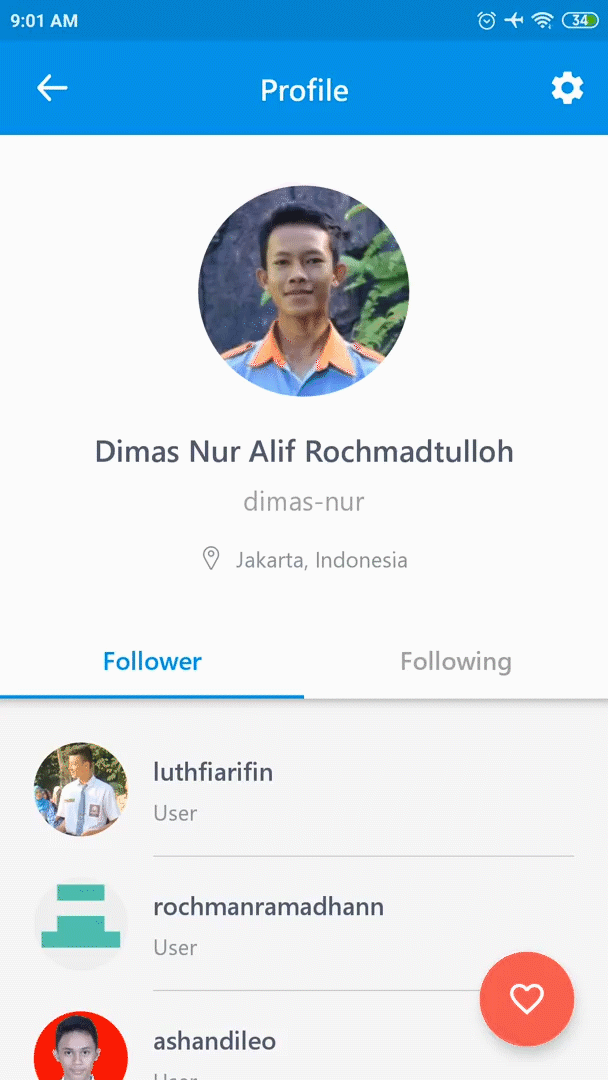 9:01 AM
34
Profile
Dimas Nur Alif Rochmadtulloh
dimas-nur
Jakarta, Indonesia
Follower
Following
luthfiarifin
User
rochmanramadhann
User
ashandileo
User